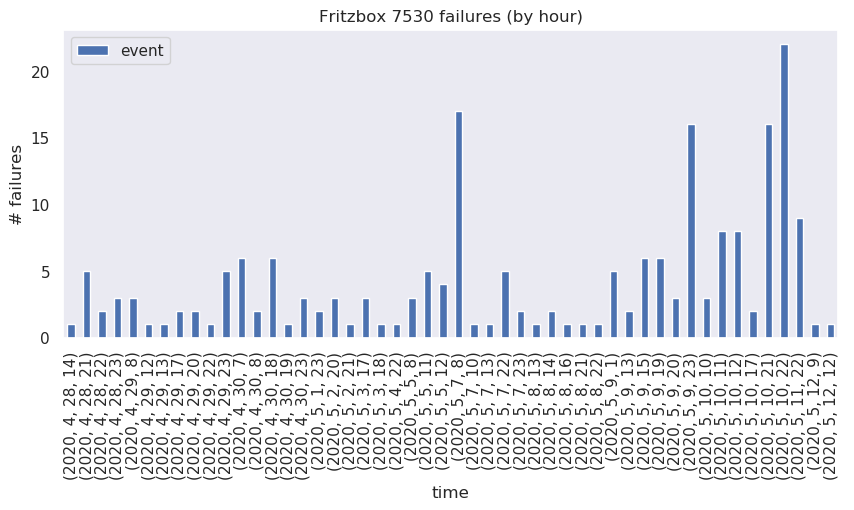 Fritzbox 7530 failures (by hour)
event
# failures
20
15
10
5
0
(2020, 4, 28, 14)
(2020, 4, 28, 21)
(2020, 4, 28, 22)
(2020, 4, 28, 23)
(2020, 4, 29, 8)
(2020, 4, 29, 12)
(2020, 4, 29, 13)
(2020, 4, 29, 17)
(2020, 4, 29, 20)
(2020, 4, 29, 22)
(2020, 4, 29, 23)
(2020, 4, 30, 7)
(2020, 4, 30, 8)
(2020, 4, 30, 18)
(2020, 4, 30, 19)
(2020, 4, 30, 23)
(2020, 5, 1, 23)
(2020, 5, 2, 20)
(2020, 5, 2, 21)
(2020, 5, 3, 17)
(2020, 5, 3, 18)
(2020, 5, 4, 22)
(2020, 5, 5, 8)
(2020, 5, 5, 11)
(2020, 5, 5, 12)
(2020, 5, 7, 8)
(2020, 5, 7, 10)
(2020, 5, 7, 13)
(2020, 5, 7, 22)
(2020, 5, 7, 23)
(2020, 5, 8, 13)
(2020, 5, 8, 14)
(2020, 5, 8, 16)
(2020, 5, 8, 21)
(2020, 5, 8, 22)
(2020, 5, 9, 1)
(2020, 5, 9, 13)
(2020, 5, 9, 15)
(2020, 5, 9, 19)
(2020, 5, 9, 20)
(2020, 5, 9, 23)
(2020, 5, 10, 10)
(2020, 5, 10, 11)
(2020, 5, 10, 12)
(2020, 5, 10, 17)
(2020, 5, 10, 21)
(2020, 5, 10, 22)
(2020, 5, 11, 22)
(2020, 5, 12, 9)
(2020, 5, 12, 12)
time